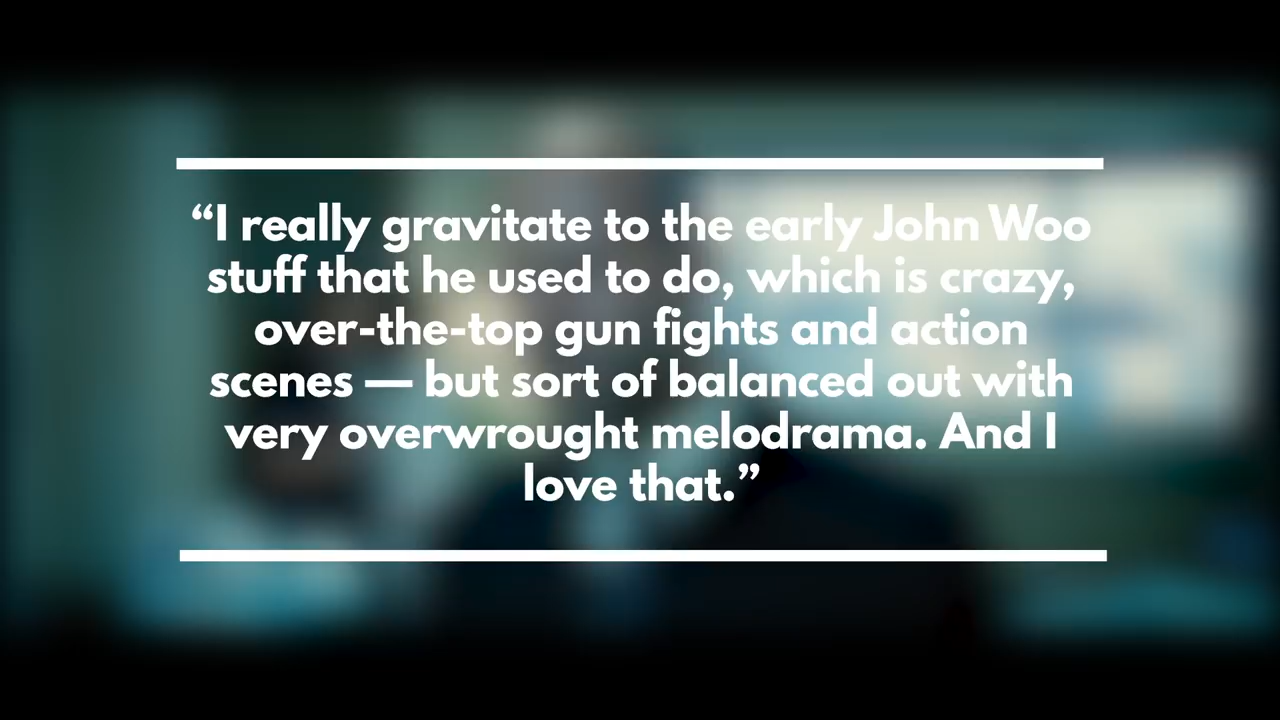 “I really gravitate to the early John Woo
stuff that he used to do, which is crazy,
over-the-top gun fights and action
scenes — but sort of balanced out with
very overwrought melodrama. And I
love that.”